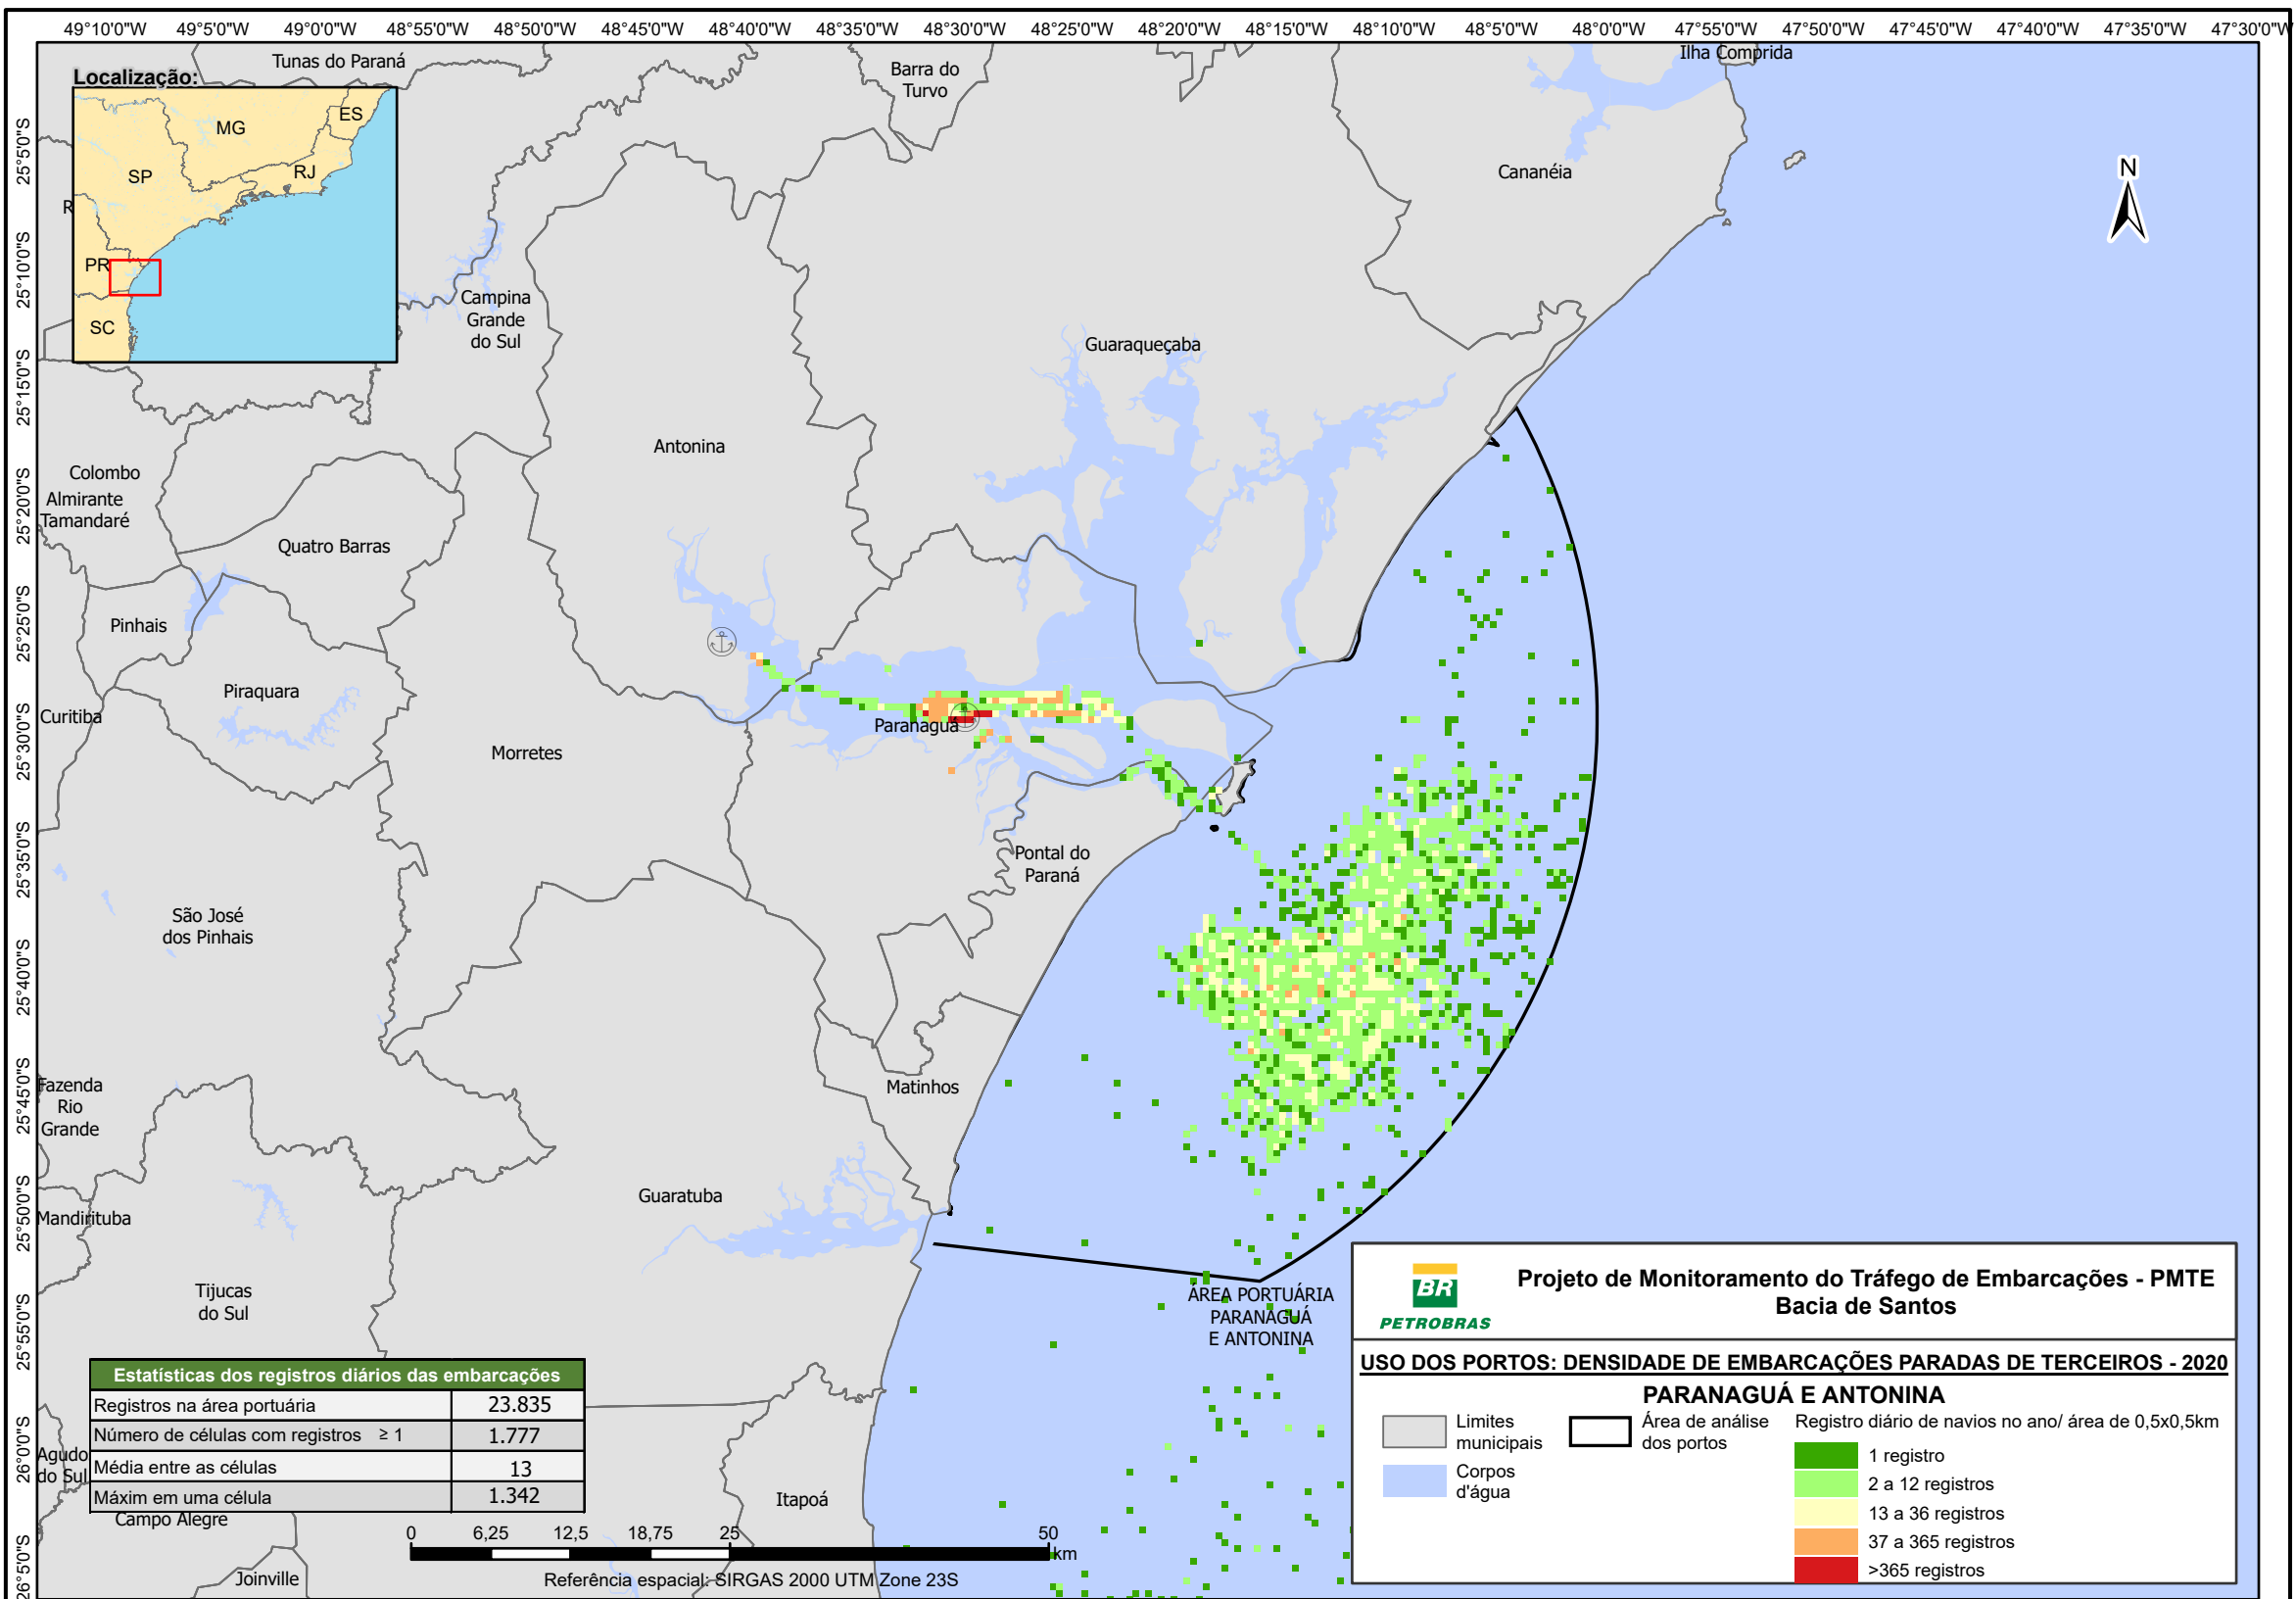 49°10'0"W 49°5'0"W 49°0'0"W 48°55'0"W 48°50'0"W 48°45'0"W 48°40'0"W 48°35'0"W 48°30'0"W 48°25'0"W 48°20'0"W 48°15'0"W 48°10'0"W 48°5'0"W 48°0'0"W 47°55'0"W 47°50'0"W 47°45'0"W 47°40'0"W 47°35'0"W 47°30'0"W
Tunas do Paraná
Barra do
Turvo
Ilha Comprida
Localização:
MG
ES
SP
RJ
R
PR
SC
Cananéia
N
Campina
Grande
do Sul
Guaraqueçaba
Antonina
Colombo
Almirante
Tamandaré
Quatro Barras
Pinhais
Piraquara
Curitiba
Paranaguá
Morretes
Pontal do
Paraná
São José
dos Pinhais
Matinhos
Fazenda
Rio
Grande
Guaratuba
Mandirituba
Tijucas
do Sul
ÁREA PORTUÁRIA
PARANAGUÁ
E ANTONINA
Agudo
do Sul
Campo Alegre
Itapoá
Joinville
25°5'0"S
25°10'0"S
25°15'0"S
25°20'0"S
25°25'0"S
25°30'0"S
25°35'0"S
25°40'0"S
25°45'0"S
25°50'0"S
25°55'0"S
26°0'0"S
26°5'0"S
Estatísticas dos registros diários das embarcações
Registros na área portuária 23.835
Número de células com registros ≥ 1 1.777
Média entre as células 13
Máxim em uma célula 1.342
0 6,25 12,5 18,75 25 50
km
Referência espacial: SIRGAS 2000 UTM Zone 23S
BR
PETROBRAS
Projeto de Monitoramento do Tráfego de Embarcações - PMTE
Bacia de Santos
USO DOS PORTOS: DENSIDADE DE EMBARCAÇÕES PARADAS DE TERCEIROS - 2020
PARANAGUÁ E ANTONINA
Limites
municipais
Corpos
d'água
Área de análise
dos portos
Registro diário de navios no ano/ área de 0,5x0,5km
1 registro
2 a 12 registros
13 a 36 registros
37 a 365 registros
>365 registros